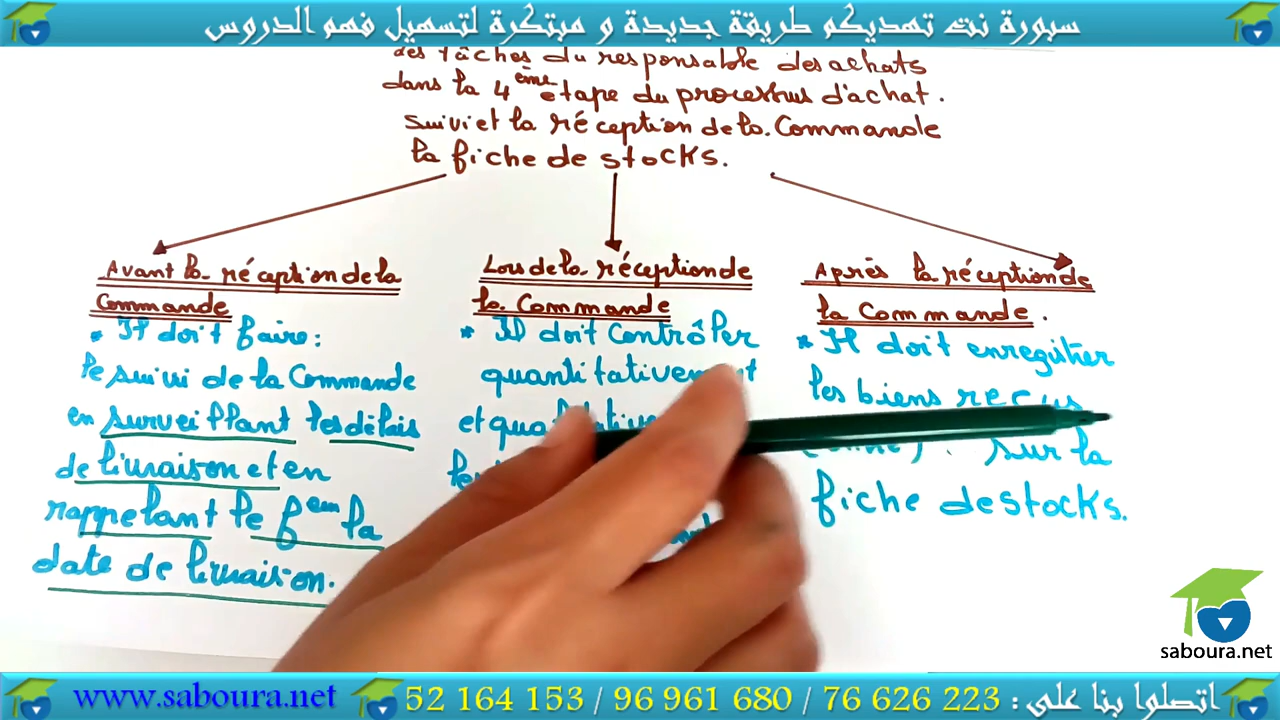 سبورة نت تهديكم طريقة جديدة و مبتكرة لتسهيل فهم الدروس
des tâches du responsable des achats
dans la 4ème étape du processus d'achat.
suivi et la réception de la Commande
la fiche de stocks.
Avant la réception de la
Commande
* Il doit faire:
le suivi de la Commande
en surveillant les délais
de livraison et en
rappelant le feur la
date de livraison.
Lors de la réception de
la Commande
* Il doit Contrôler
quantitativement
et
Après la réception de
la Commande.
* Il doit enregistrer
les biens reçus
sur la
fiche de stocks.
saboura.net
www.saboura.net
52 164 153 / 96 961 680 / 76 626 223 اتصلوا بنا على :